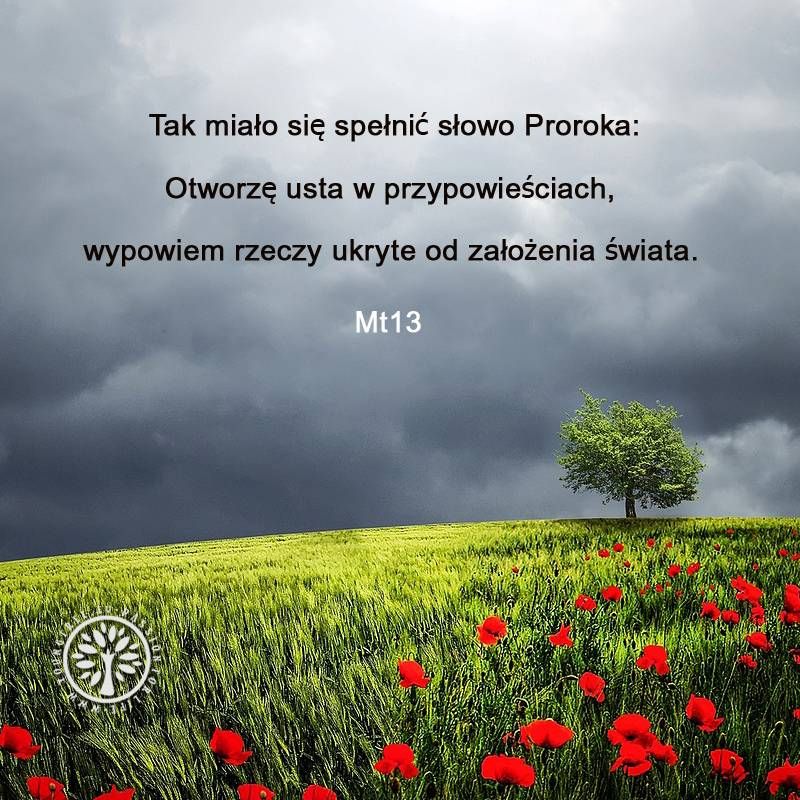 Tak miało się spełnić słowo Proroka:
Otworzę usta w przypowieściach,
wypowiem rzeczy ukryte od założenia świata.
Mt13